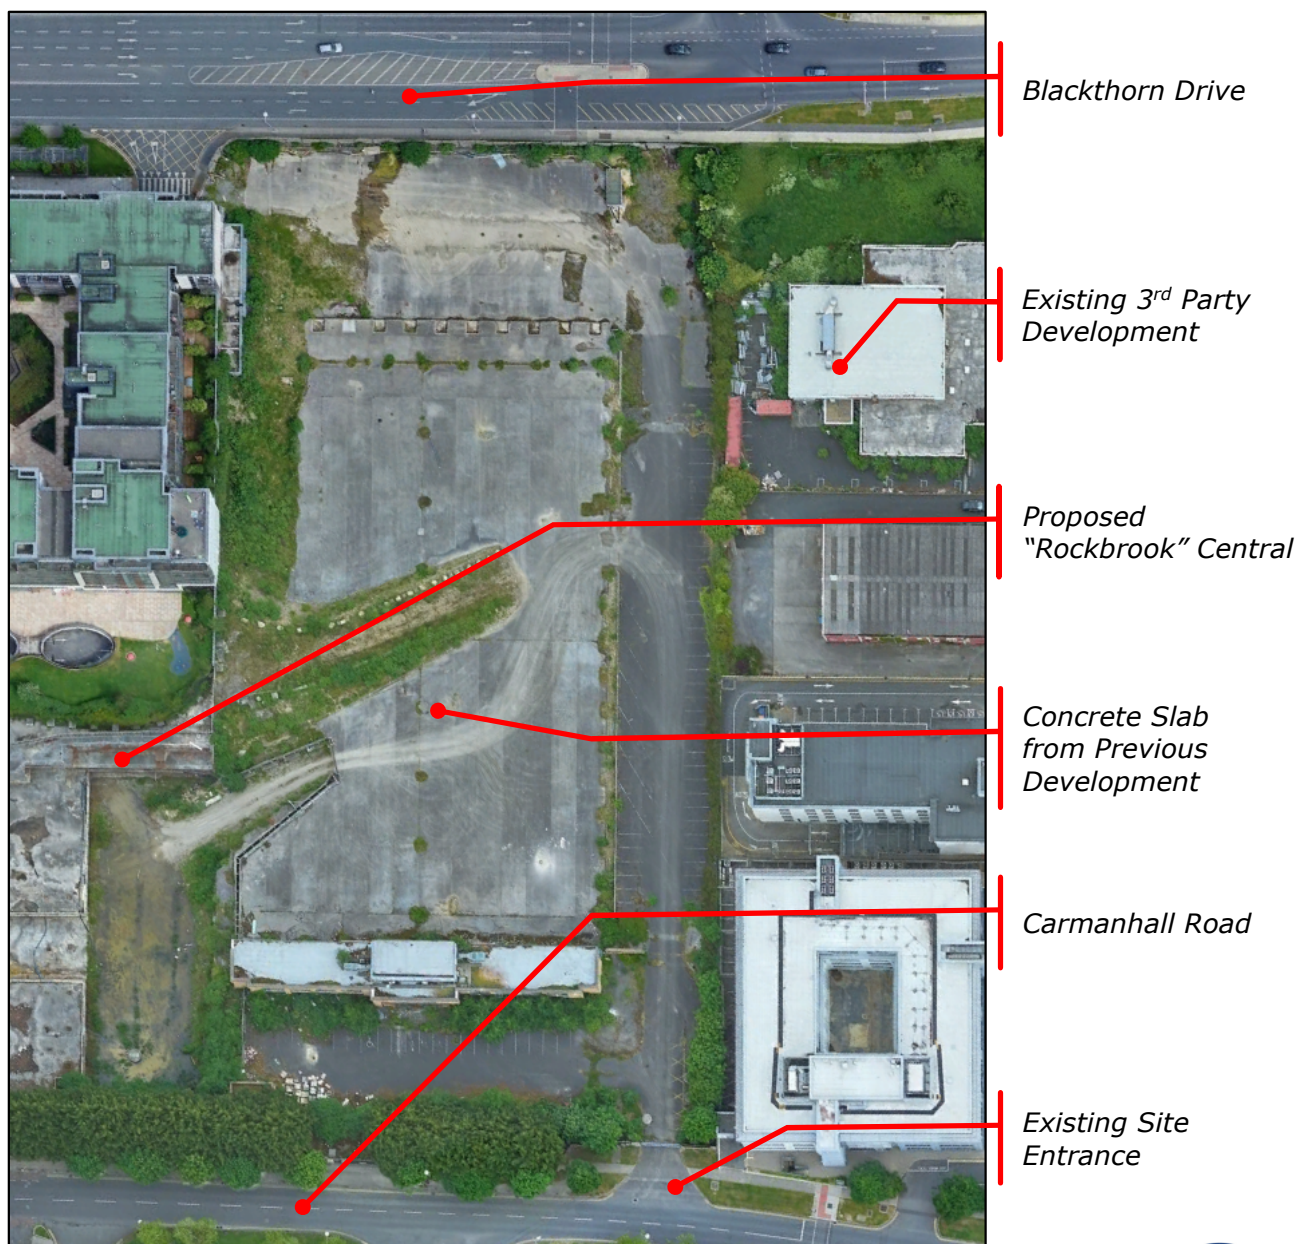 Blackthorn Drive
Existing 3rd Party
Development
Proposed
“Rockbrook” Central
Concrete Slab
from Previous
Development
Carmanhall Road
Existing Site
Entrance